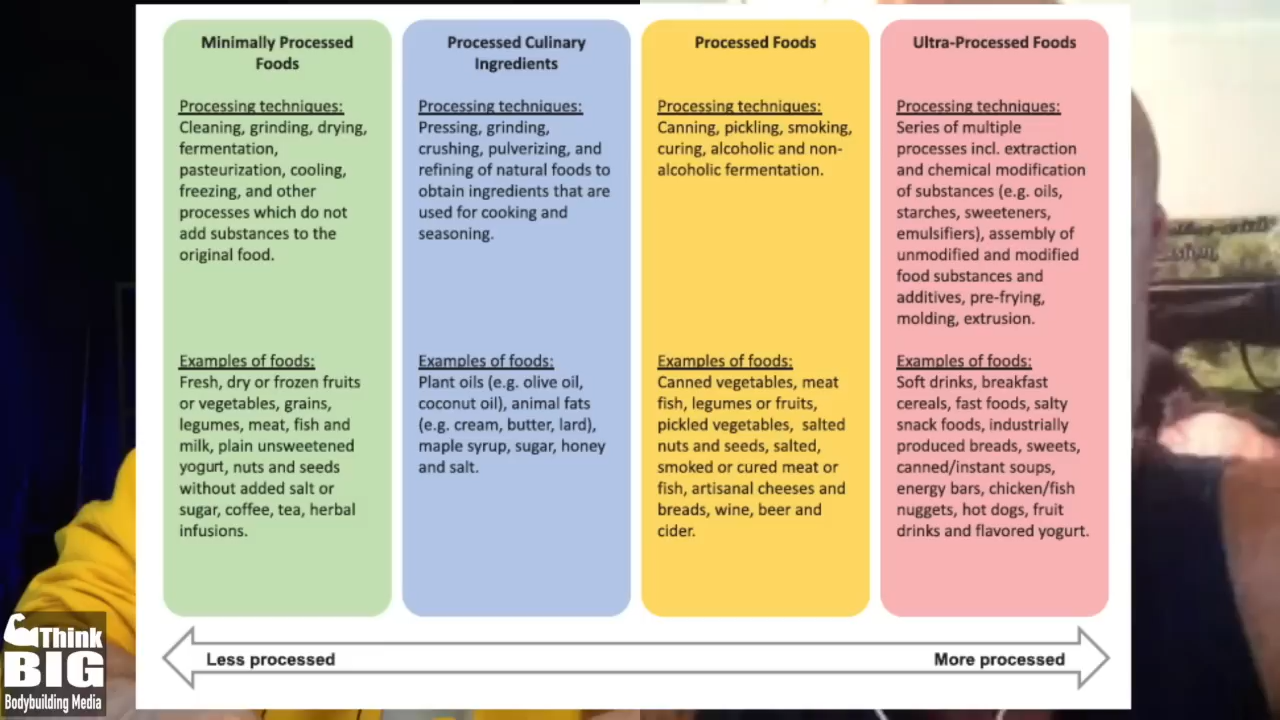 Minimally Processed
Foods
Processing techniques:
Cleaning, grinding, drying,
fermentation,
pasteurization, cooling,
freezing, and other
processes which do not
add substances to the
original food.
Examples of foods:
Fresh, dry or frozen fruits
or vegetables, grains,
legumes, meat, fish and
milk, plain unsweetened
yogurt, nuts and seeds
without added salt or
sugar, coffee, tea, herbal
infusions.
Processed Culinary
Ingredients
Processing techniques:
Pressing, grinding,
crushing, pulverizing, and
refining of natural foods to
obtain ingredients that are
used for cooking and
seasoning.
Examples of foods:
Plant oils (e.g. olive oil,
coconut oil), animal fats
(e.g. cream, butter, lard),
maple syrup, sugar, honey
and salt.
Processed Foods
Processing techniques:
Canning, pickling, smoking,
curing, alcoholic and non-
alcoholic fermentation.
Examples of foods:
Canned vegetables, meat
fish, legumes or fruits,
pickled vegetables, salted
nuts and seeds, salted,
smoked or cured meat or
fish, artisanal cheeses and
breads, wine, beer and
cider.
Ultra-Processed Foods
Processing techniques:
Series of multiple
processes incl. extraction
and chemical modification
of substances (e.g. oils,
starches, sweeteners,
emulsifiers), assembly of
unmodified and modified
food substances and
additives, pre-frying,
molding, extrusion.
Examples of foods:
Soft drinks, breakfast
cereals, fast foods, salty
snack foods, industrially
produced breads, sweets,
canned/instant soups,
energy bars, chicken/fish
nuggets, hot dogs, fruit
drinks and flavored yogurt.
Less processed
More processed
Think
BIG
Bodybuilding Media